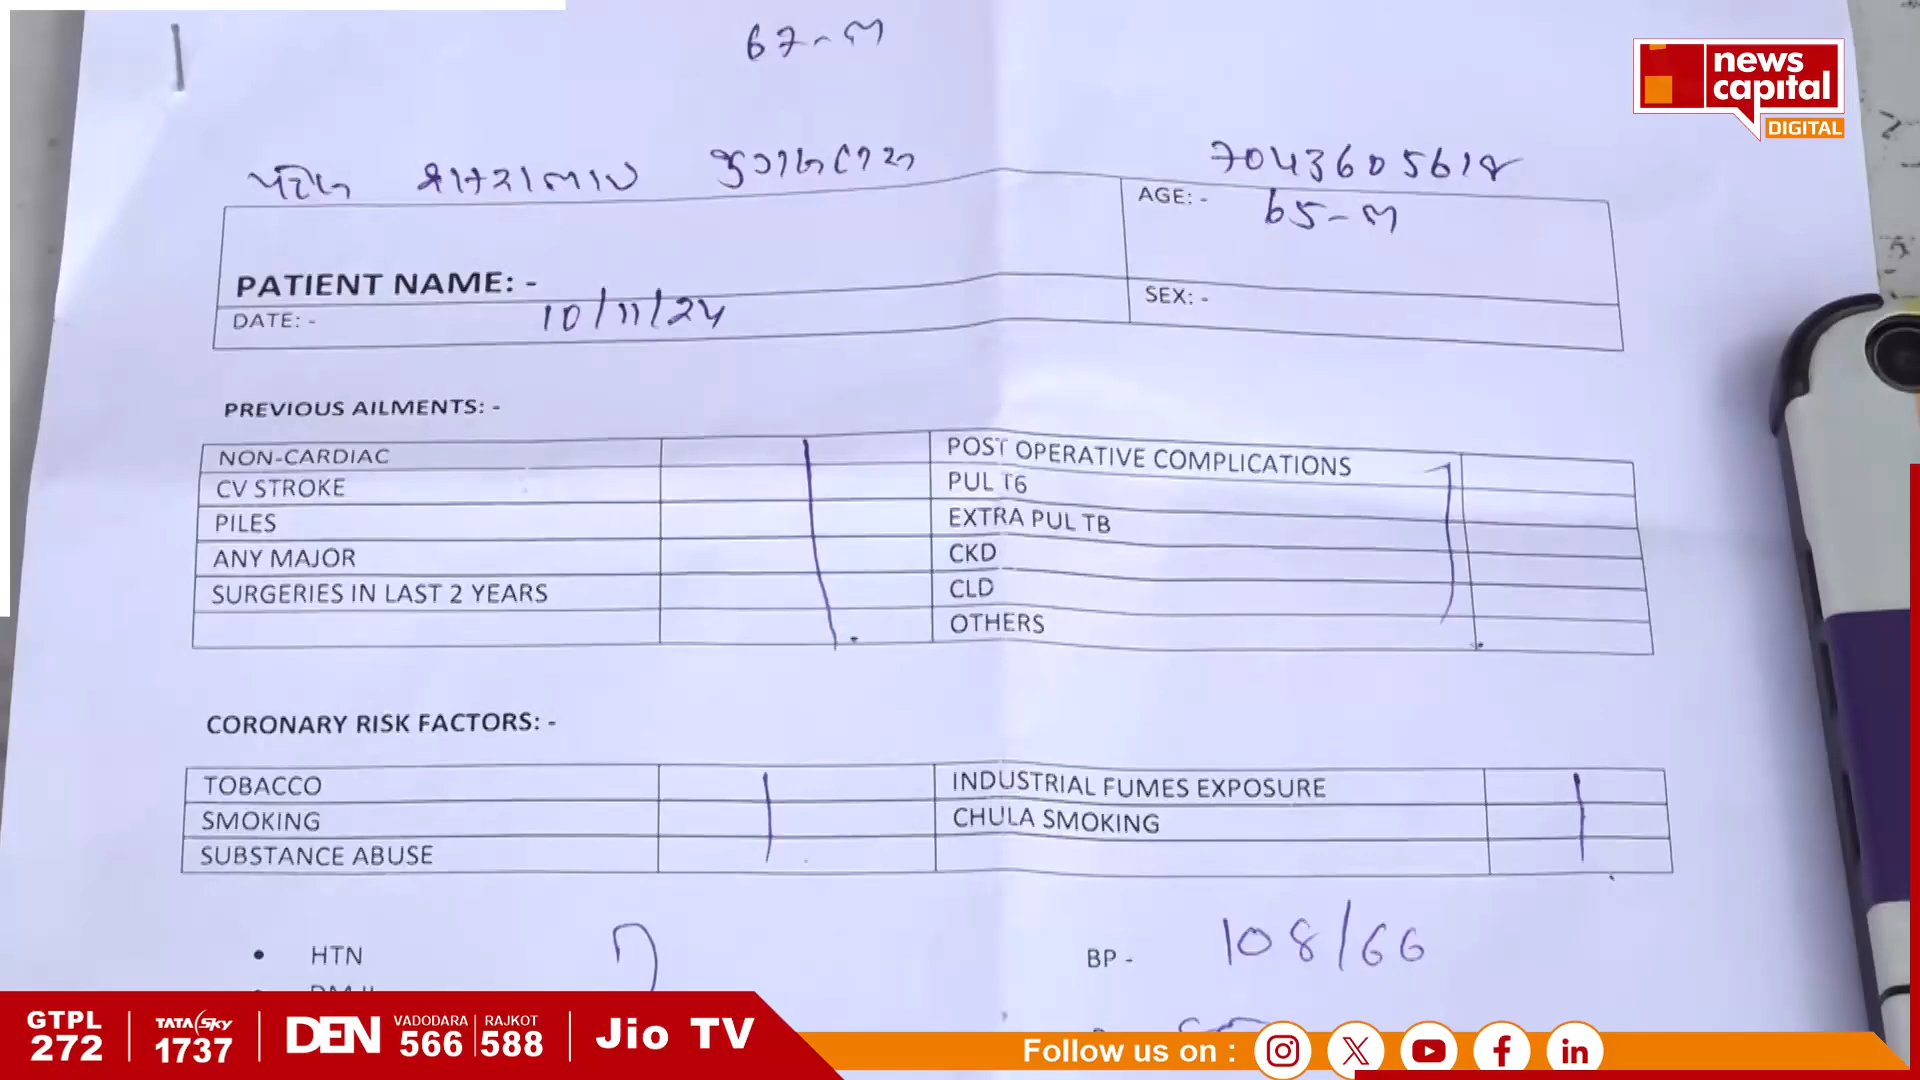 67-M
news
capital
DIGITAL
7043605618
AGE: - 65-M
PATIENT NAME: -
SEX: -
DATE: - 10/11/24
PREVIOUS AILMENTS: -
NON-CARDIAC
POST OPERATIVE COMPLICATIONS
CV STROKE
PUL T6
PILES
EXTRA PUL TB
ANY MAJOR
CKD
SURGERIES IN LAST 2 YEARS
CLD
OTHERS
CORONARY RISK FACTORS: -
TOBACCO
INDUSTRIAL FUMES EXPOSURE
SMOKING
CHULA SMOKING
SUBSTANCE ABUSE
• HTN
BP - 108/66
GTPL 272
TATA Sky 1737
DEN VADODARA 566 | RAJKOT 588
Jio TV
Follow us on :